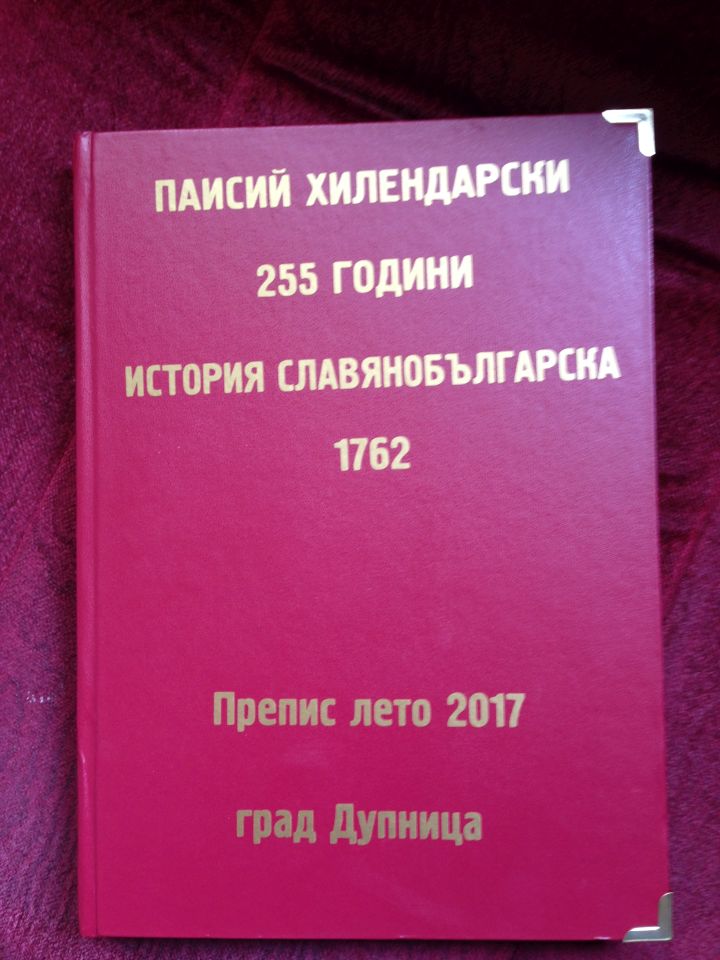 ПАИСИЙ ХИЛЕНДАРСКИ
255 ГОДИНИ
ИСТОРИЯ СЛАВЯНОБЪЛГАРСКА
1762
Препис лето 2017
град Дупница